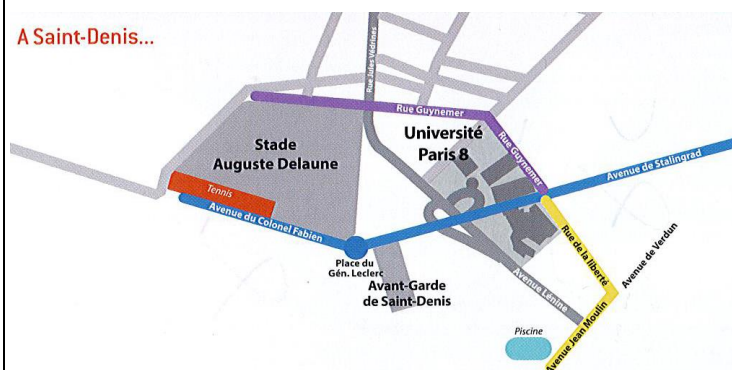 A Saint-Denis...
Rue Jules Védrines
Rue Guynemer
Université
Paris 8
Rue Guynemer
Stade
Auguste Delaune
Avenue de Stalingrad
Tennis
Avenue du Colonel Fabien
Place du
Gén. Leclerc
Avant-Garde
de Saint-Denis
Rue de la liberté
Avenue de Verdun
Avenue Lénine
Piscine
Avenue Jean Moulin